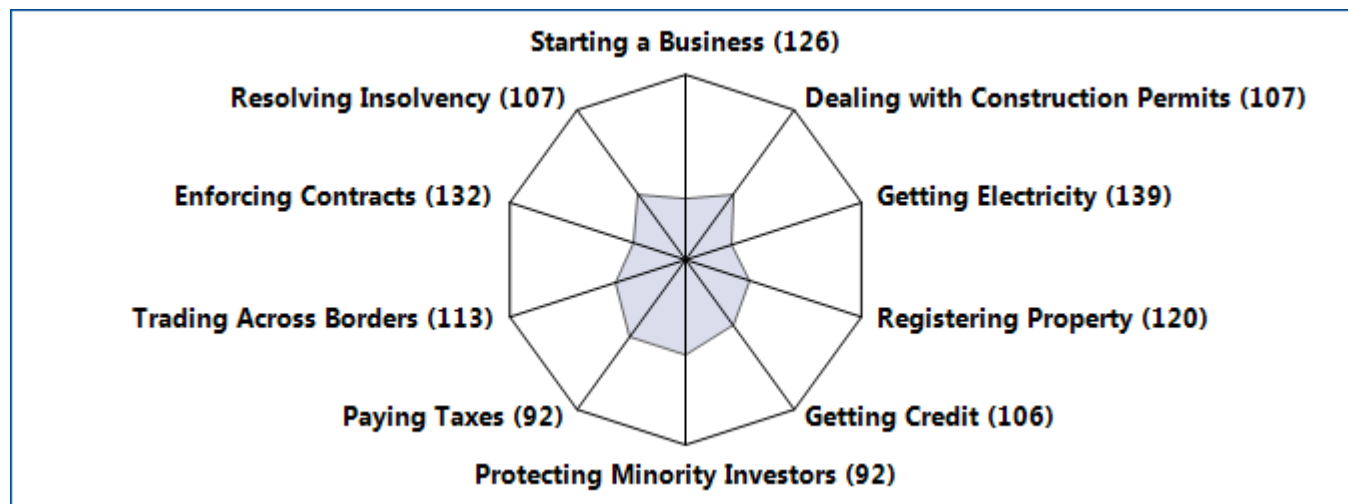 Starting a Business (126)
Resolving Insolvency (107)
Dealing with Construction Permits (107)
Enforcing Contracts (132)
Getting Electricity (139)
Trading Across Borders (113)
Registering Property (120)
Paying Taxes (92)
Getting Credit (106)
Protecting Minority Investors (92)